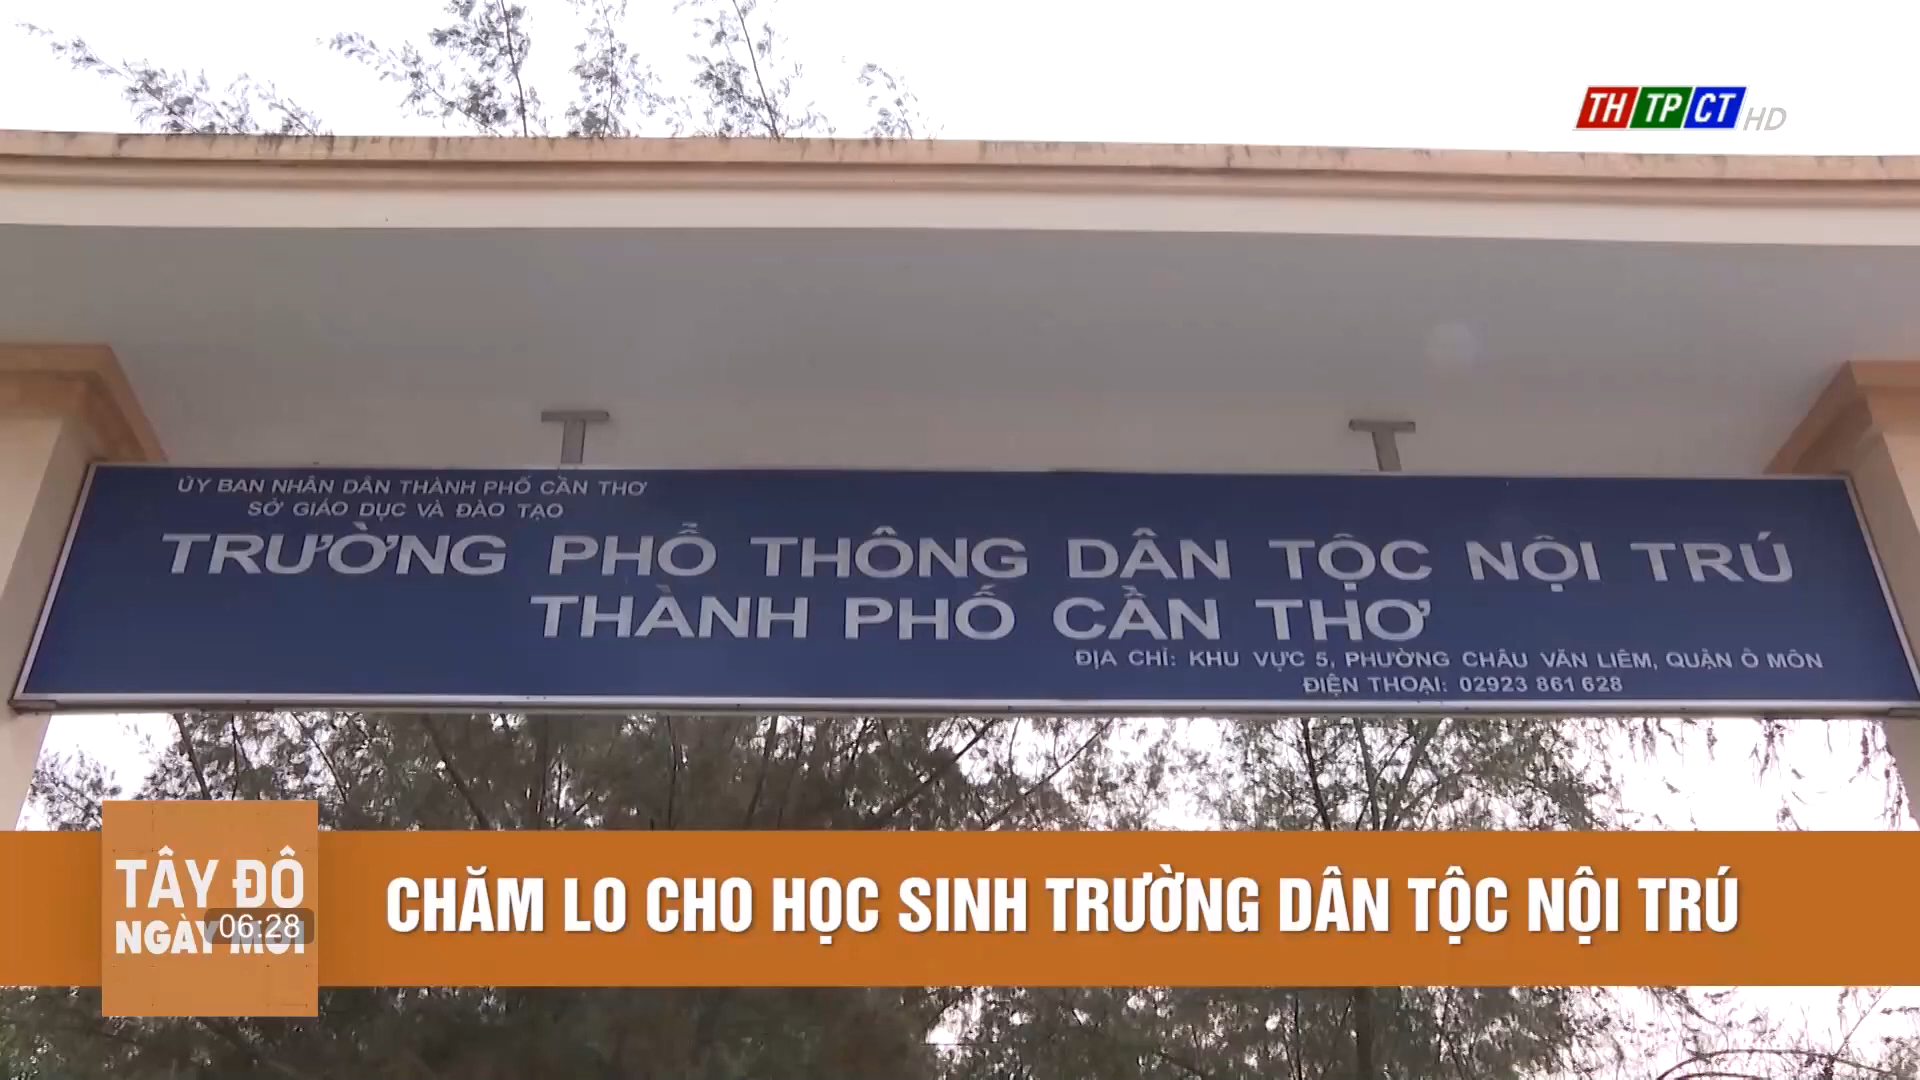 THTPCT HD
ỦY BAN NHÂN DÂN THÀNH PHỐ CẦN THƠ
SỞ GIÁO DỤC VÀ ĐÀO TẠO
TRƯỜNG PHỔ THÔNG DÂN TỘC NỘI TRÚ
THÀNH PHỐ CẦN THƠ
ĐỊA CHỈ: KHU VỰC 5, PHƯỜNG CHÂU VĂN LIÊM, QUẬN Ô MÔN
ĐIỆN THOẠI: 02923 861 628
TÂY ĐÔ
NGÀY MỚI
06:28
CHĂM LO CHO HỌC SINH TRƯỜNG DÂN TỘC NỘI TRÚ